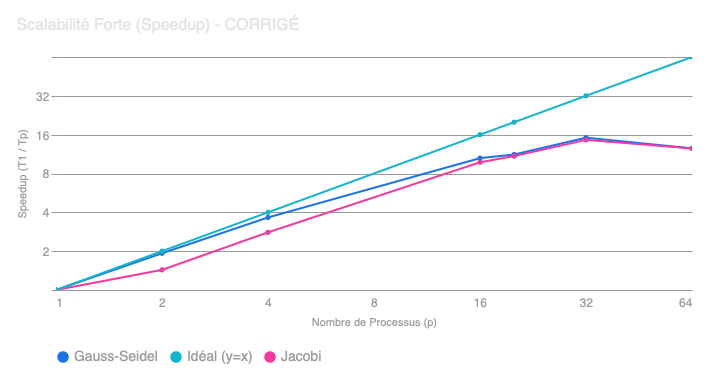 Scalabilité Forte (Speedup) - CORRIGÉ
Speedup (T1 / Tp)
32
16
8
4
2
1
2
4
8
16
32
64
Nombre de Processus (p)
Gauss-Seidel
Idéal (y=x)
Jacobi